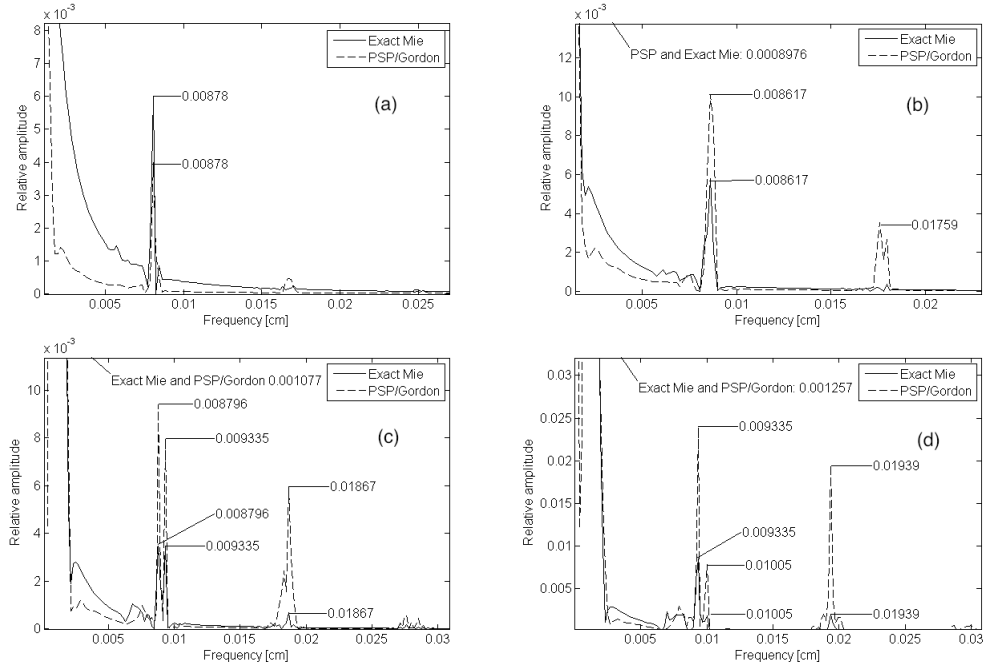 x 10⁻³
8
7
6
5
4
3
2
1
0
0.005
0.01
0.015
0.02
0.025
Relative amplitude
Frequency [cm]
Exact Mie
PSP/Gordon
0.00878
0.00878
(a)
x 10⁻³
12
10
8
6
4
2
0
0.005
0.01
0.015
0.02
Relative amplitude
Frequency [cm]
Exact Mie
PSP/Gordon
PSP and Exact Mie: 0.0008976
0.008617
0.008617
0.01759
(b)
x 10⁻³
10
8
6
4
2
0
0.005
0.01
0.015
0.02
0.025
0.03
Relative amplitude
Frequency [cm]
Exact Mie
PSP/Gordon
Exact Mie and PSP/Gordon 0.001077
0.008796
0.009335
0.01867
0.008796
0.009335
0.01867
(c)
0.03
0.025
0.02
0.015
0.01
0.005
0.005
0.01
0.015
0.02
0.025
0.03
Relative amplitude
Frequency [cm]
Exact Mie
PSP/Gordon
Exact Mie and PSP/Gordon: 0.001257
0.009335
0.01939
0.009335
0.01005
0.01005
0.01939
(d)